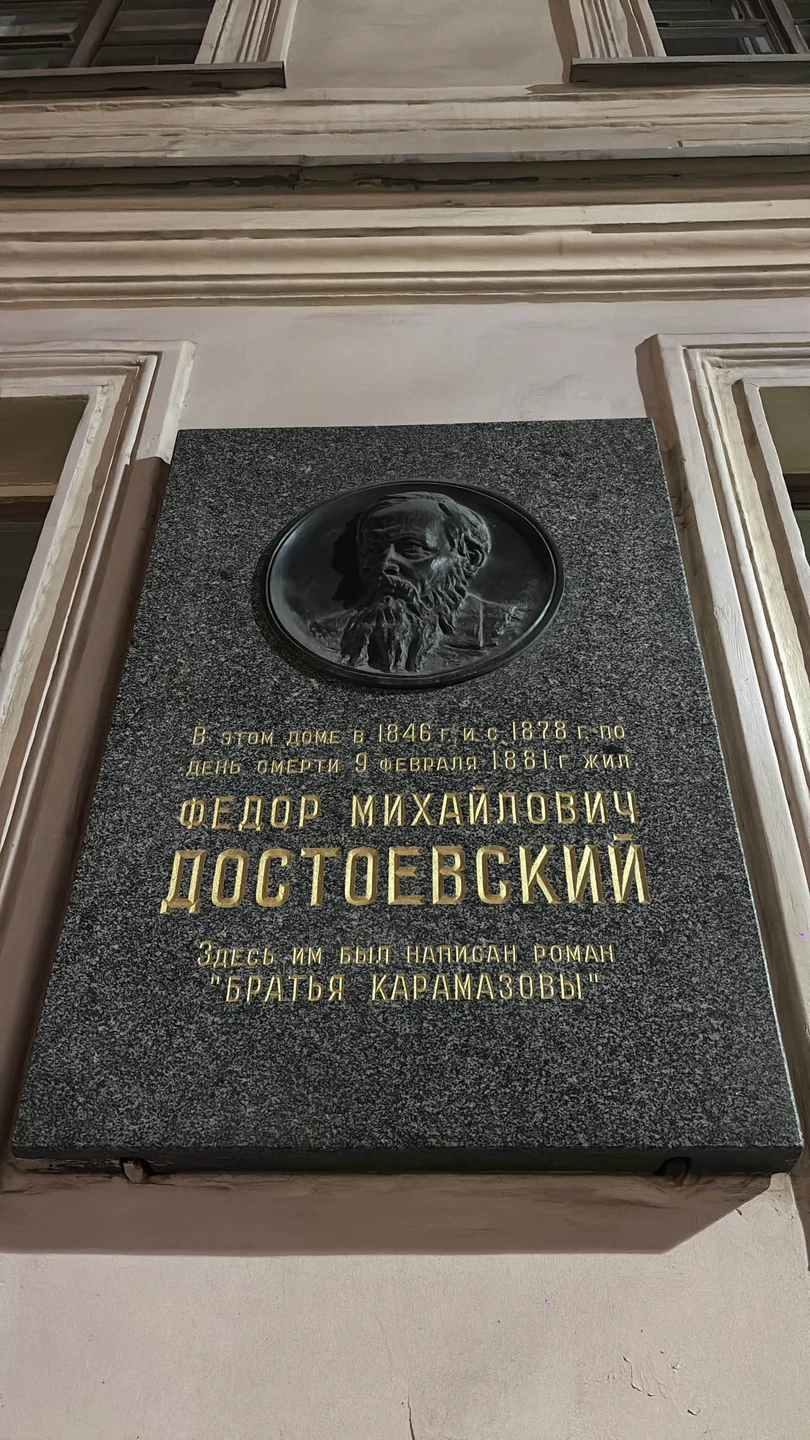 В этом доме в 1846 г. и с 1878 г. по
день смерти 9 февраля 1881 г. жил
ФЕДОР МИХАЙЛОВИЧ
ДОСТОЕВСКИЙ
Здесь им был написан роман
"БРАТЬЯ КАРАМАЗОВЫ"